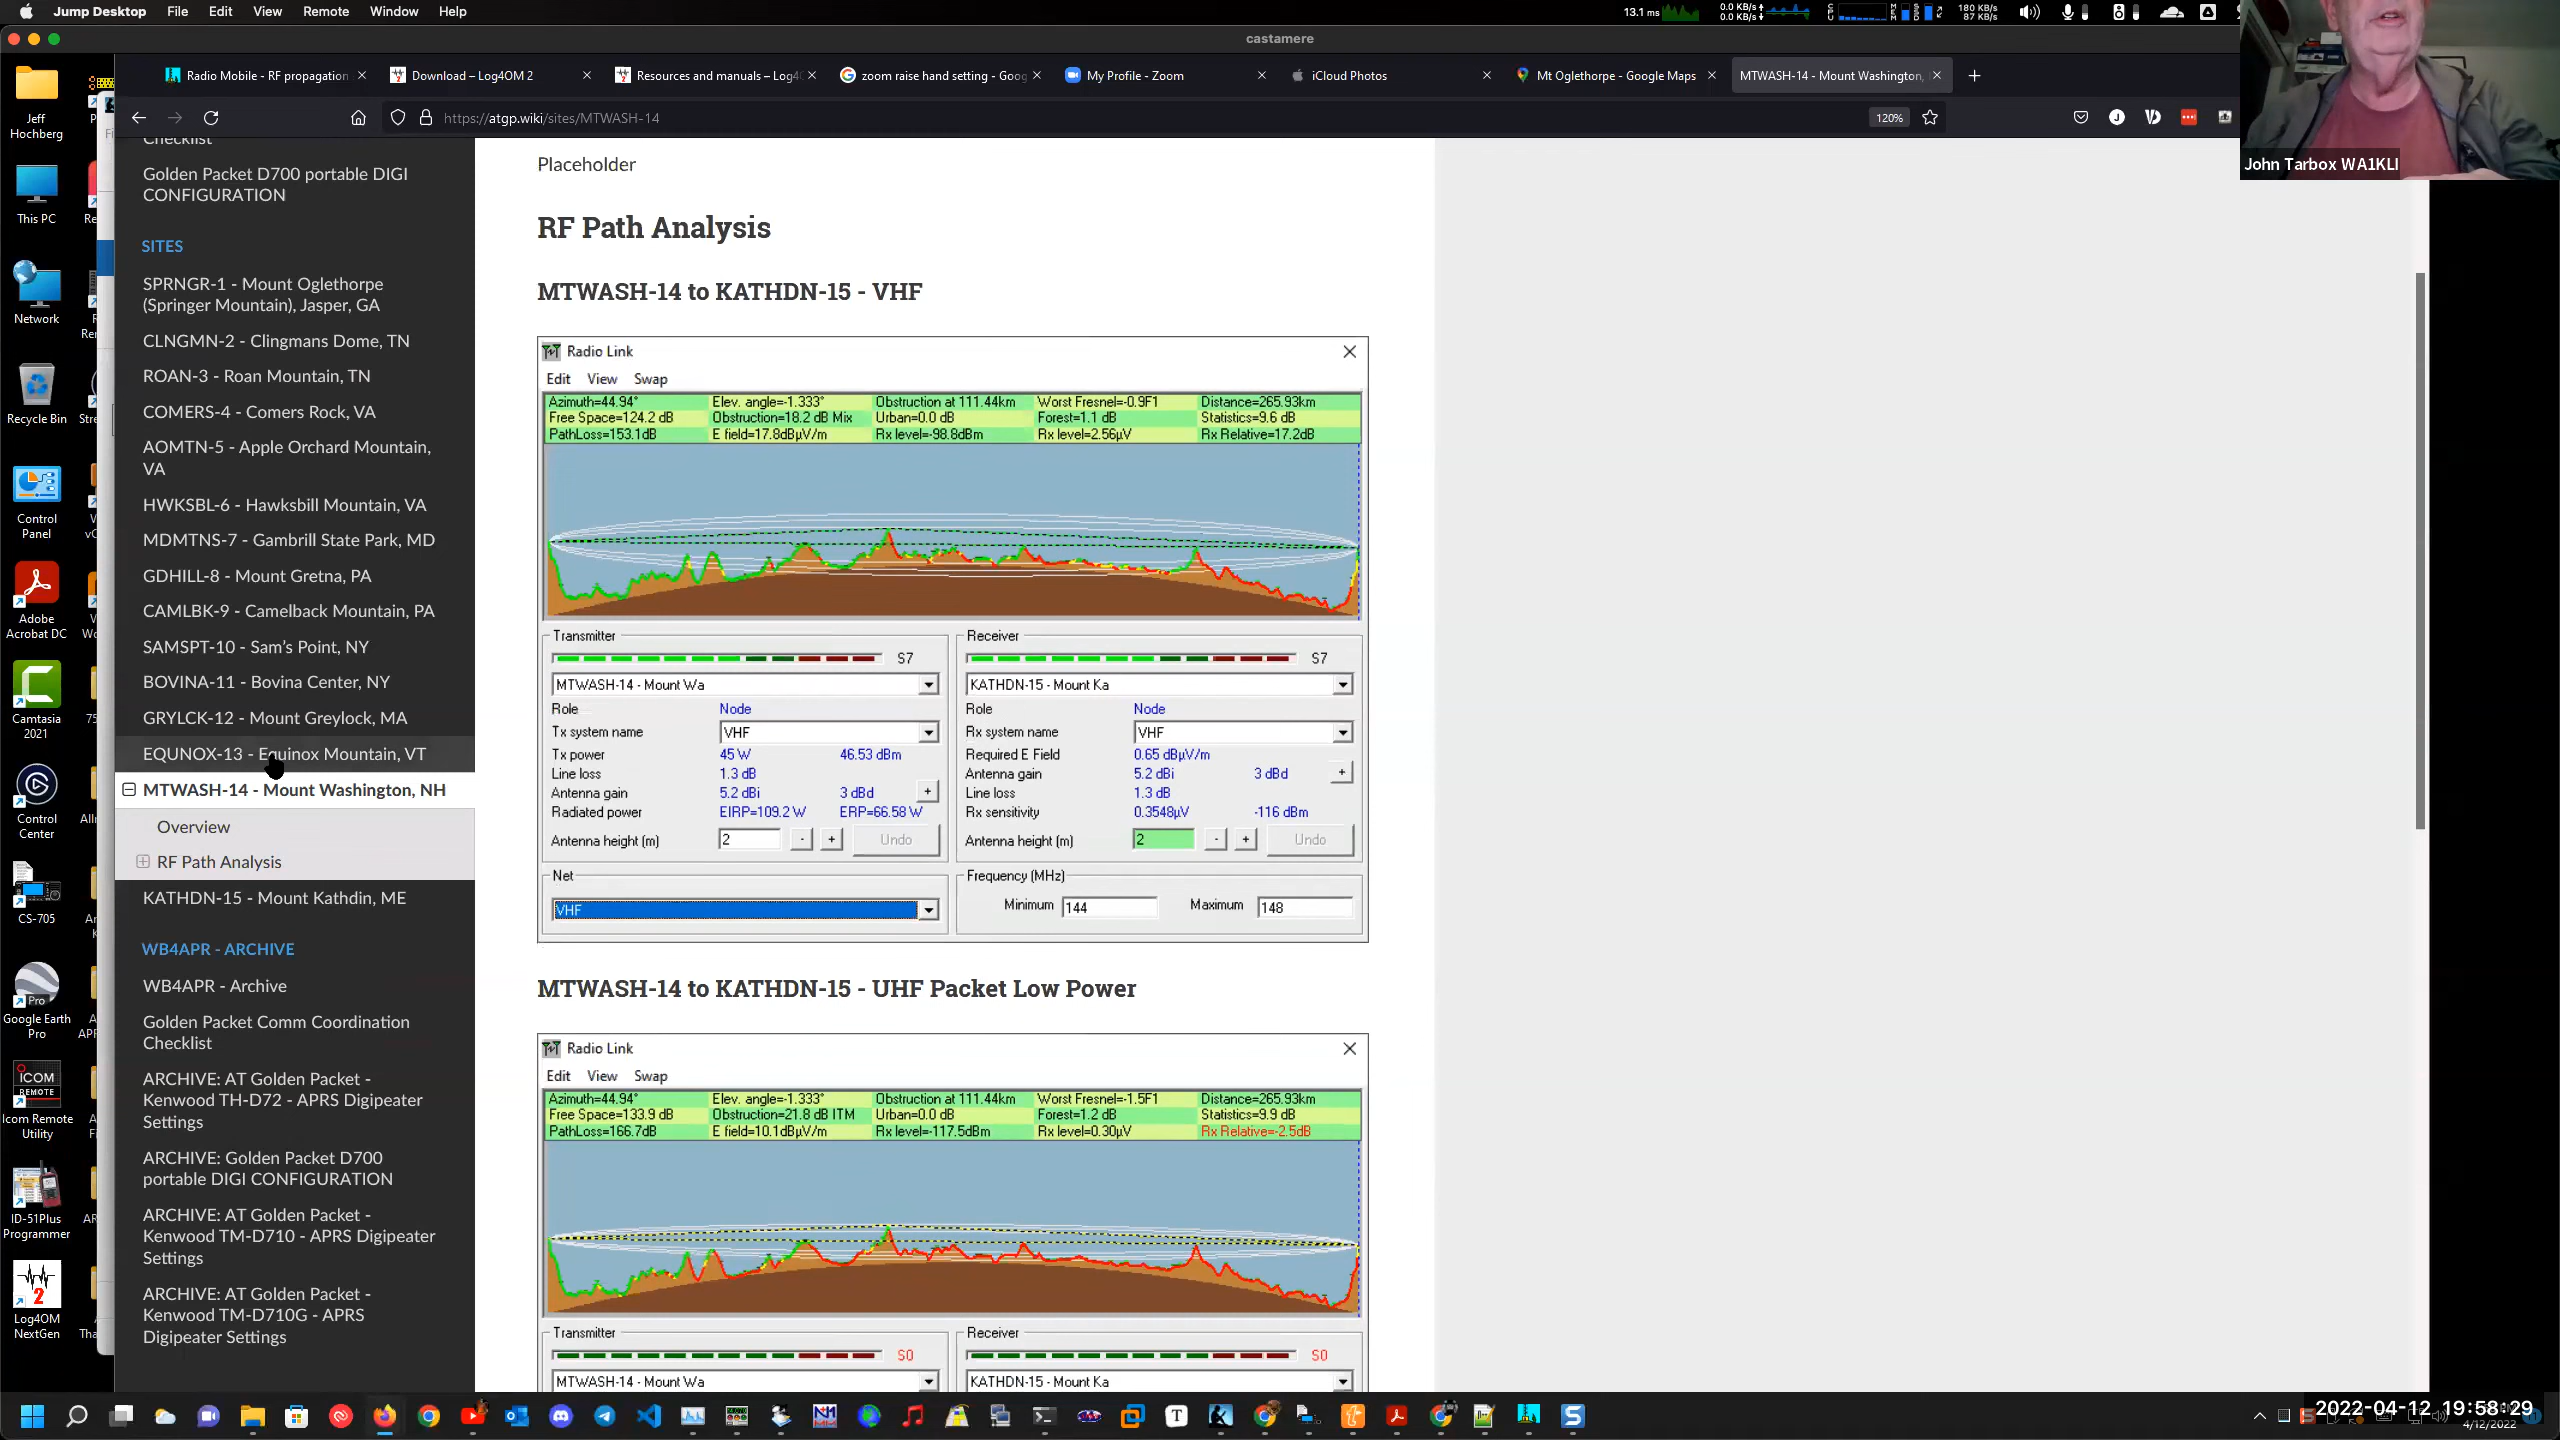 Jump Desktop File Edit View Remote Window Help
13.1 ms
0.0 KB/s
0.0 KB/s
180 KB/s
87 KB/s
castamere
Radio Mobile - RF propagation
Download – Log4OM 2
Resources and manuals – Log4O
zoom raise hand setting - Goog
My Profile - Zoom
iCloud Photos
Mt Oglethorpe - Google Maps
MTWASH-14 - Mount Washington,
https://atgp.wiki/sites/MTWASH-14
120%
John Tarbox WA1KLI
Jeff
Hochberg
This PC
Network
Recycle Bin
Control
Panel
Adobe
Acrobat DC
Camtasia
2021
Control
Center
CS-705
Google Earth
Pro
Icom Remote
Utility
ID-51Plus
Programmer
Log4OM
NextGen
Checklist
Golden Packet D700 portable DIGI
CONFIGURATION
SITES
SPRNGR-1 - Mount Oglethorpe
(Springer Mountain), Jasper, GA
CLNGMN-2 - Clingmans Dome, TN
ROAN-3 - Roan Mountain, TN
COMERS-4 - Comers Rock, VA
AOMTN-5 - Apple Orchard Mountain,
VA
HWKSBL-6 - Hawksbill Mountain, VA
MDMTNS-7 - Gambrill State Park, MD
GDHILL-8 - Mount Gretna, PA
CAMLBK-9 - Camelback Mountain, PA
SAMSPT-10 - Sam's Point, NY
BOVINA-11 - Bovina Center, NY
GRYLCK-12 - Mount Greylock, MA
EQUNOX-13 - Equinox Mountain, VT
MTWASH-14 - Mount Washington, NH
Overview
RF Path Analysis
KATHDN-15 - Mount Kathdin, ME
WB4APR - ARCHIVE
WB4APR - Archive
Golden Packet Comm Coordination
Checklist
ARCHIVE: AT Golden Packet -
Kenwood TH-D72 - APRS Digipeater
Settings
ARCHIVE: Golden Packet D700
portable DIGI CONFIGURATION
ARCHIVE: AT Golden Packet -
Kenwood TM-D710 - APRS Digipeater
Settings
ARCHIVE: AT Golden Packet -
Kenwood TM-D710G - APRS
Digipeater Settings
Placeholder
RF Path Analysis
MTWASH-14 to KATHDN-15 - VHF
Radio Link
Edit View Swap
Azimuth=44.94° Elev. angle=-1.333° Obstruction at 111.44km Worst Fresnel=-0.9F1 Distance=265.93km
Free Space=124.2 dB Obstruction=18.2 dB Mix Urban=0.0 dB Forest=1.1 dB Statistics=9.6 dB
PathLoss=153.1dB E field=17.8dBµV/m Rx level=-98.8dBm Rx level=2.56µV Rx Relative=17.2dB
Transmitter
S7
MTWASH-14 - Mount Wa
Role Node
Tx system name VHF
Tx power 45 W 46.53 dBm
Line loss 1.3 dB
Antenna gain 5.2 dBi 3 dBd +
Radiated power EIRP=109.2 W ERP=66.58 W
Antenna height (m) 2 - + Undo
Net
VHF
Receiver
S7
KATHDN-15 - Mount Ka
Role Node
Rx system name VHF
Required E Field 0.65 dBµV/m
Antenna gain 5.2 dBi 3 dBd +
Line loss 1.3 dB
Rx sensitivity 0.3548µV -116 dBm
Antenna height (m) 2 - + Undo
Frequency (MHz)
Minimum 144 Maximum 148
MTWASH-14 to KATHDN-15 - UHF Packet Low Power
Radio Link
Edit View Swap
Azimuth=44.94° Elev. angle=-1.333° Obstruction at 111.44km Worst Fresnel=-1.5F1 Distance=265.93km
Free Space=133.9 dB Obstruction=21.8 dB ITM Urban=0.0 dB Forest=1.2 dB Statistics=9.9 dB
PathLoss=166.7dB E field=10.1dBµV/m Rx level=-117.5dBm Rx level=0.30µV Rx Relative=-2.5dB
Transmitter
S0
MTWASH-14 - Mount Wa
Receiver
S0
KATHDN-15 - Mount Ka
2022-04-12 19:58:29
4/12/2022